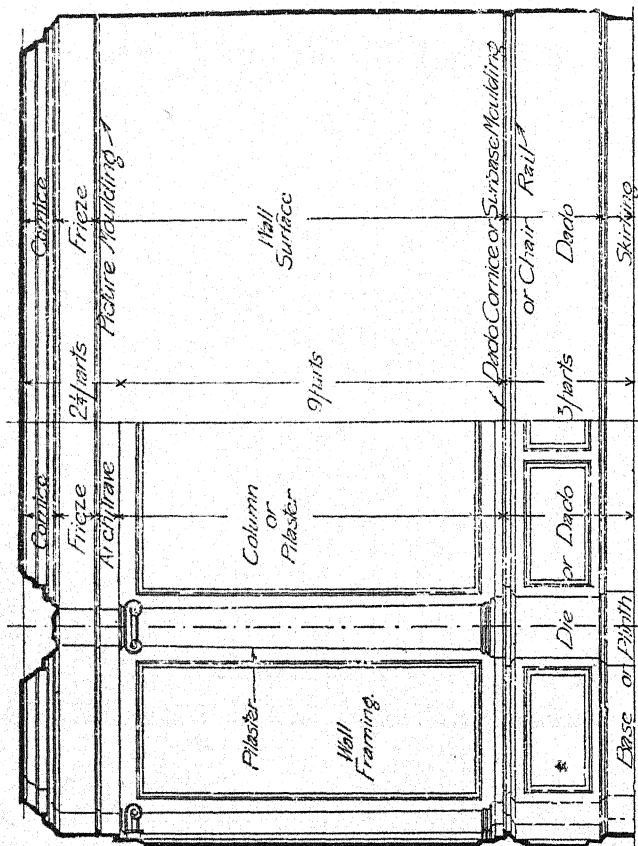 Cornice
Cornice
Frieze
2¼ parts
Frieze
Architrave
Picture Moulding
Pilaster
Column
or
Pilaster
Wall
Surface
9 parts
Wall
Framing.
Dado Cornice or Surbase Moulding
or Chair Rail
Die or Dado
3 parts
Dado
Base or Plinth
Skirting